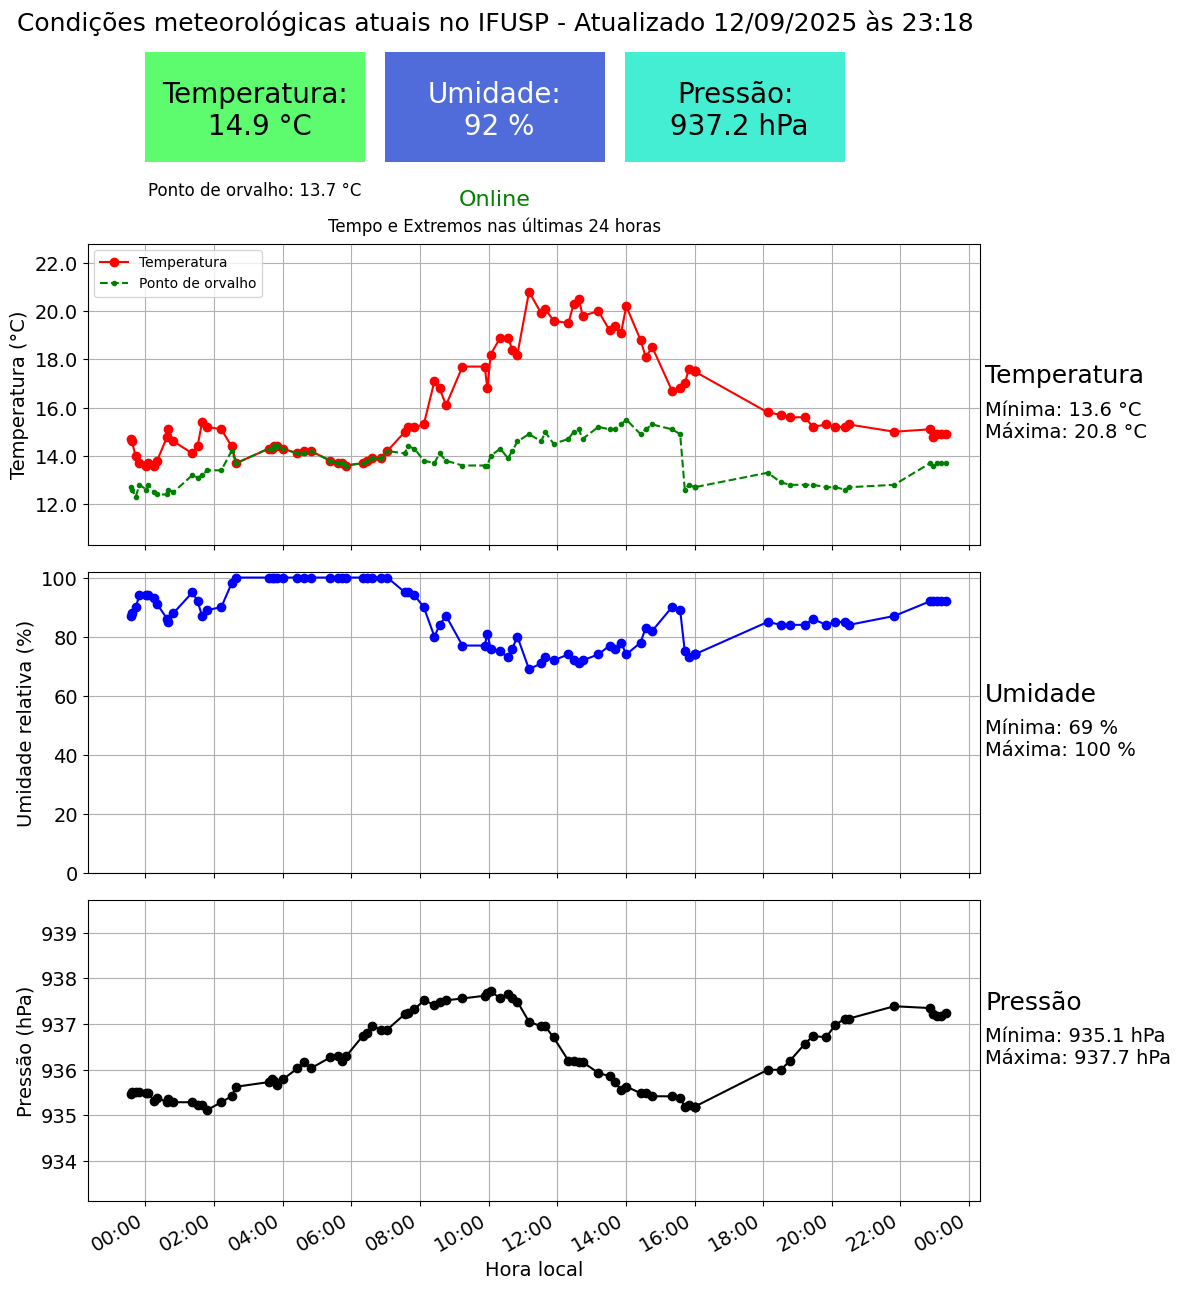 Condições meteorológicas atuais no IFUSP - Atualizado 12/09/2025 às 23:18
Temperatura:
14.9 °C
Umidade:
92 %
Pressão:
937.2 hPa
Ponto de orvalho: 13.7 °C
Online
Tempo e Extremos nas últimas 24 horas
Temperatura
Ponto de orvalho
Temperatura (°C)
22.0
20.0
18.0
16.0
14.0
12.0
Temperatura
Mínima: 13.6 °C
Máxima: 20.8 °C
Umidade relativa (%)
100
80
60
40
20
0
Umidade
Mínima: 69 %
Máxima: 100 %
Pressão (hPa)
939
938
937
936
935
934
Pressão
Mínima: 935.1 hPa
Máxima: 937.7 hPa
00:00 02:00 04:00 06:00 08:00 10:00 12:00 14:00 16:00 18:00 20:00 22:00 00:00
Hora local